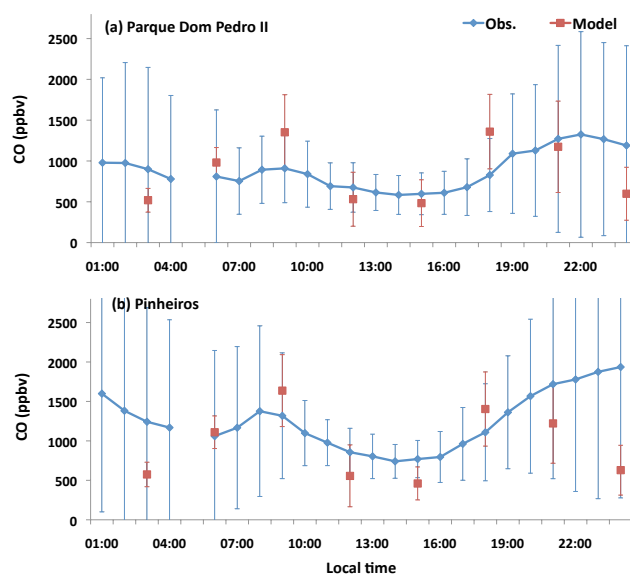 (a) Parque Dom Pedro II
Obs.
Model
CO (ppbv)
2500
2000
1500
1000
500
0
01:00 04:00 07:00 10:00 13:00 16:00 19:00 22:00
(b) Pinheiros
CO (ppbv)
2500
2000
1500
1000
500
0
01:00 04:00 07:00 10:00 13:00 16:00 19:00 22:00
Local time